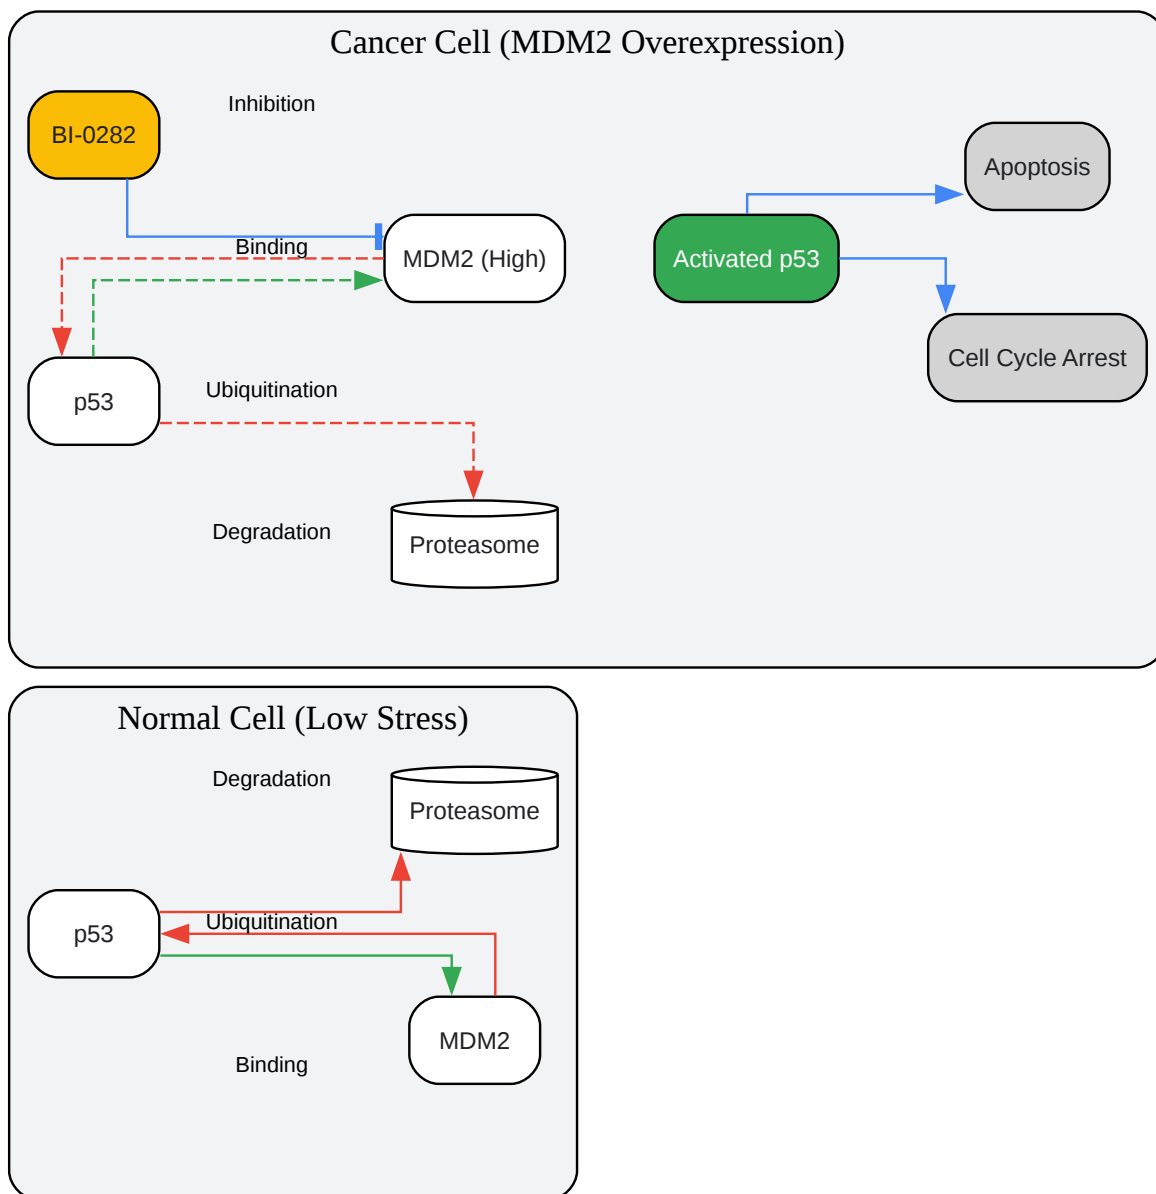 Cancer Cell (MDM2 Overexpression)
Inhibition
BI-0282
Apoptosis
Binding
MDM2 (High)
Activated p53
Cell Cycle Arrest
p53
Ubiquitination
Degradation
Proteasome
Normal Cell (Low Stress)
Degradation
Proteasome
p53
Ubiquitination
MDM2
Binding